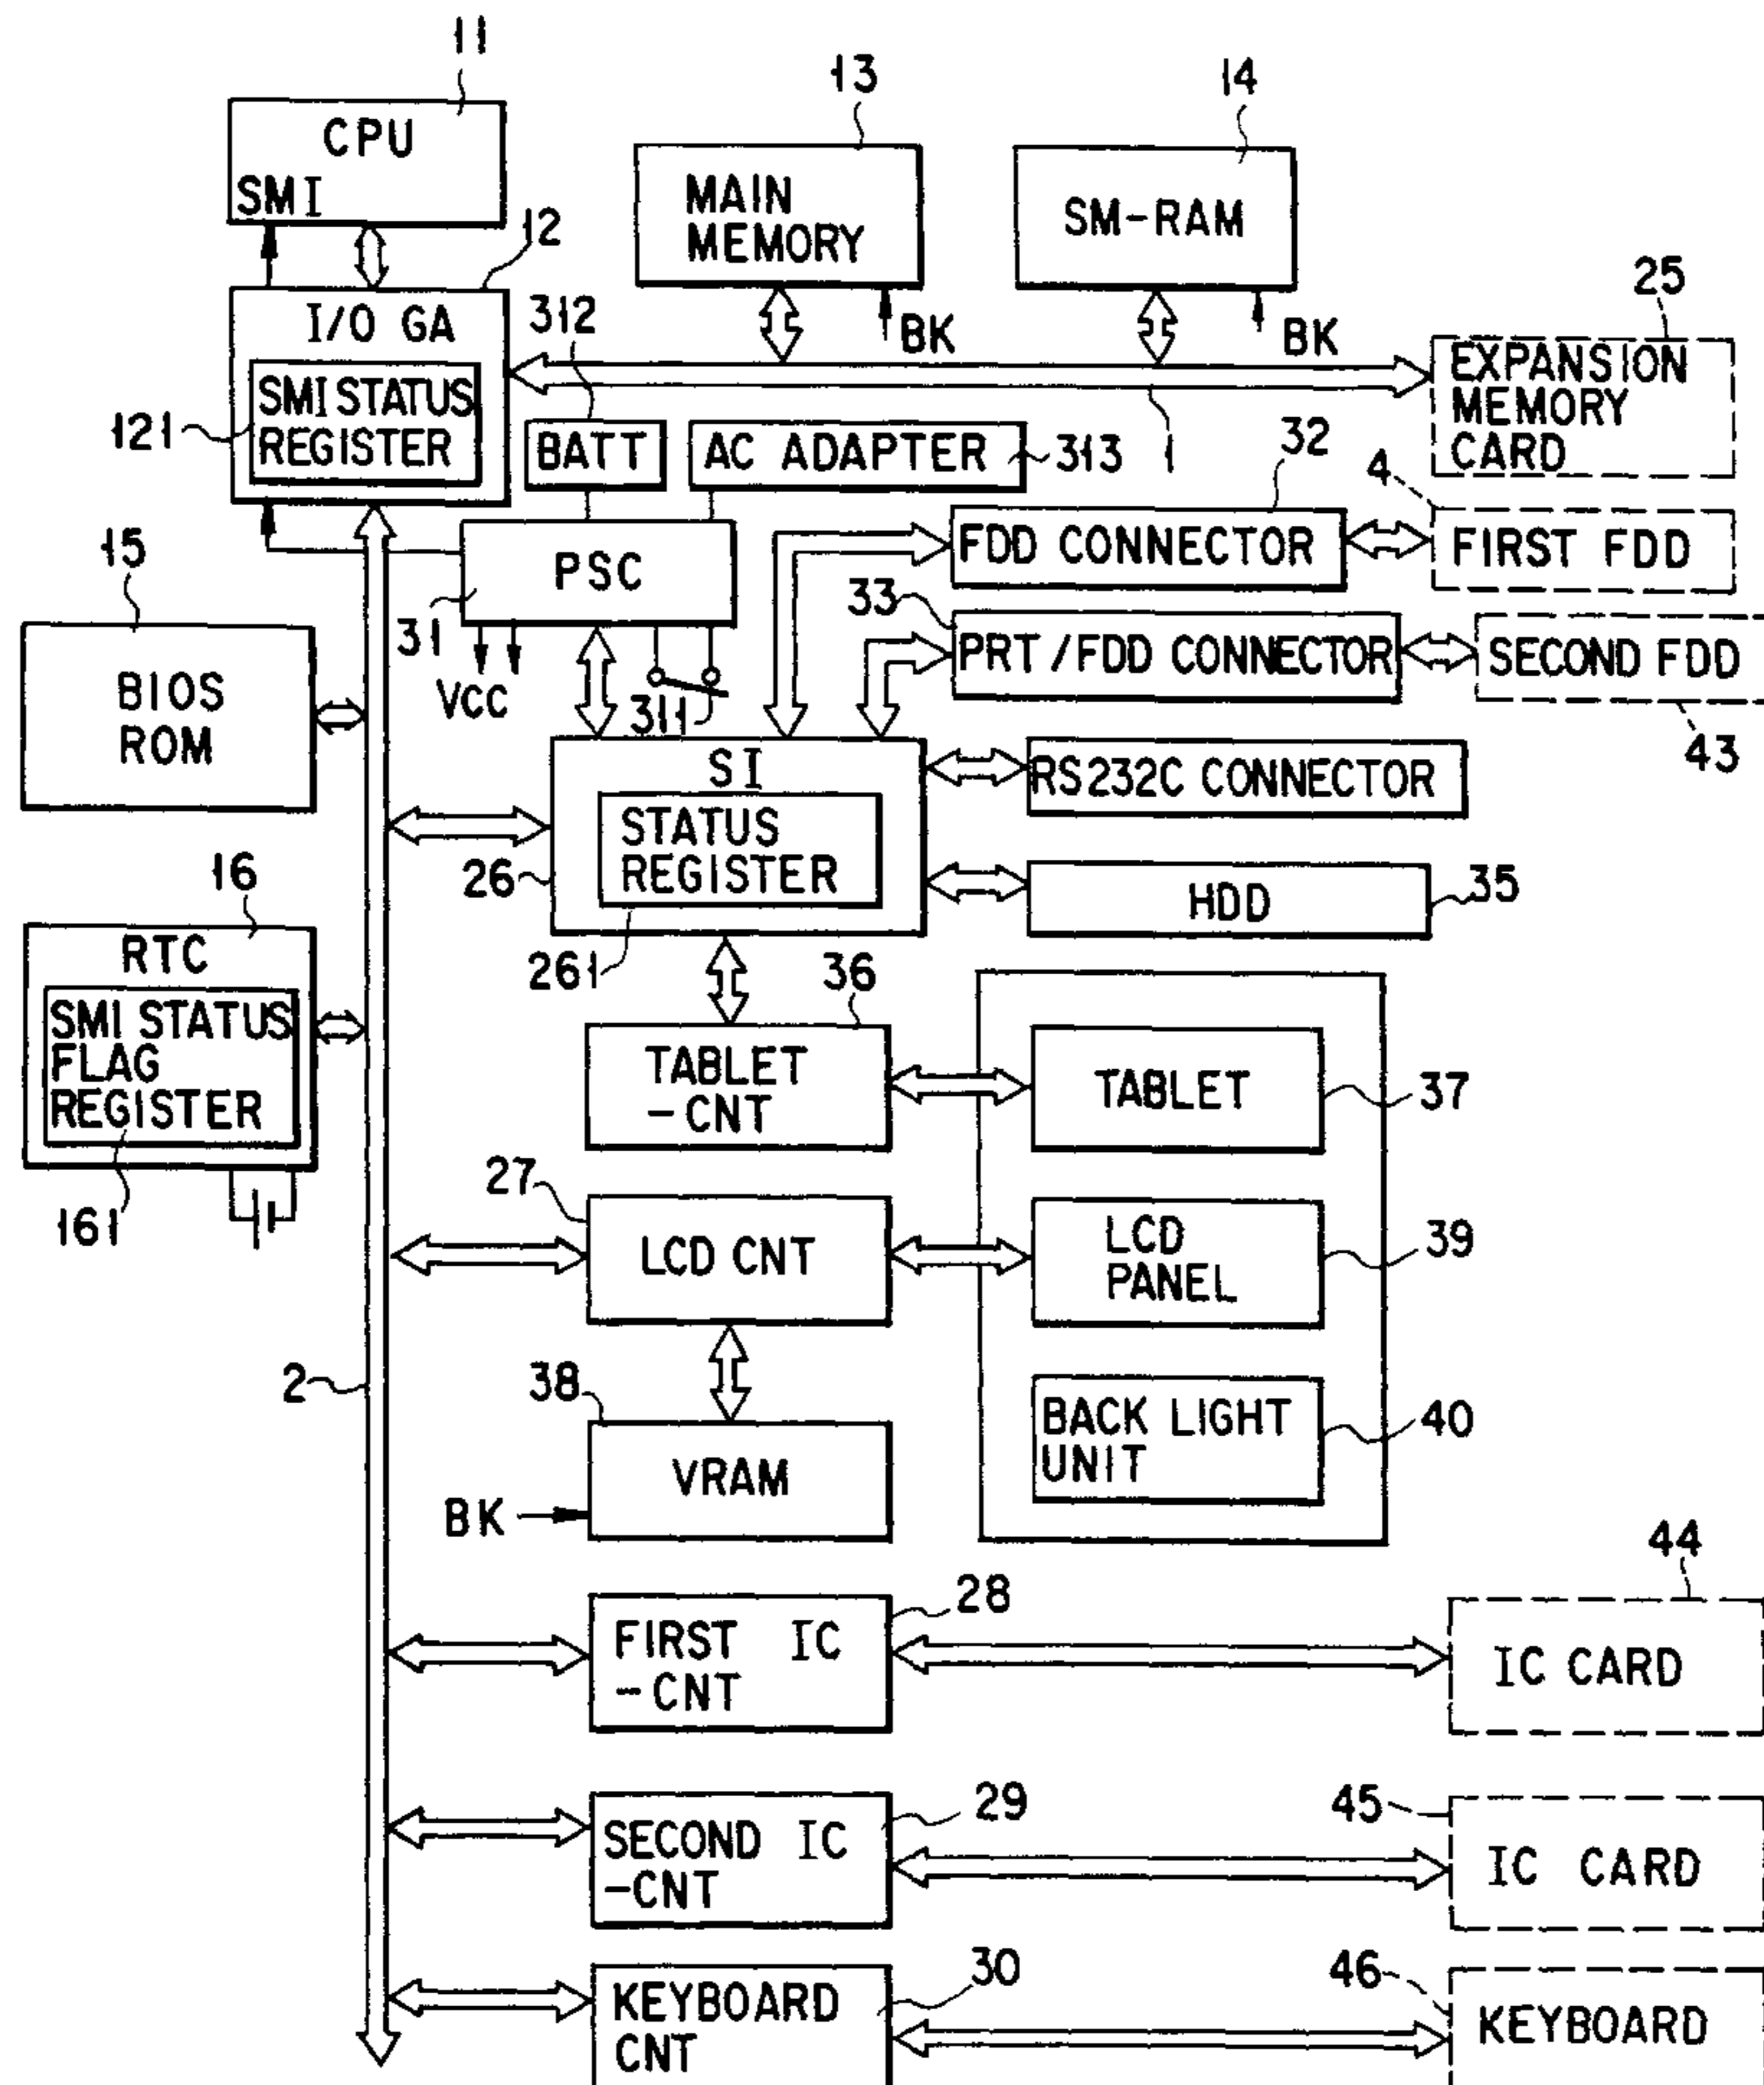 11
13
14
CPU
SMI
MAIN
MEMORY
SM-RAM
12
25
I/O GA
312
BK
BK
EXPANSION
MEMORY
CARD
SMI STATUS
REGISTER
121
BATT
AC ADAPTER
313
1
32
4
15
PSC
FDD CONNECTOR
FIRST FDD
31
33
VCC
311
PRT/FDD CONNECTOR
SECOND FDD
43
BIOS
ROM
SI
RS232C CONNECTOR
STATUS
REGISTER
26
16
HDD
35
RTC
261
36
SMI STATUS
FLAG
REGISTER
TABLET
-CNT
TABLET
37
161
27
LCD CNT
LCD
PANEL
39
2
38
VRAM
BK
BACK LIGHT
UNIT
40
44
28
FIRST IC
-CNT
IC CARD
29
45
SECOND IC
-CNT
IC CARD
30
46
KEYBOARD
CNT
KEYBOARD